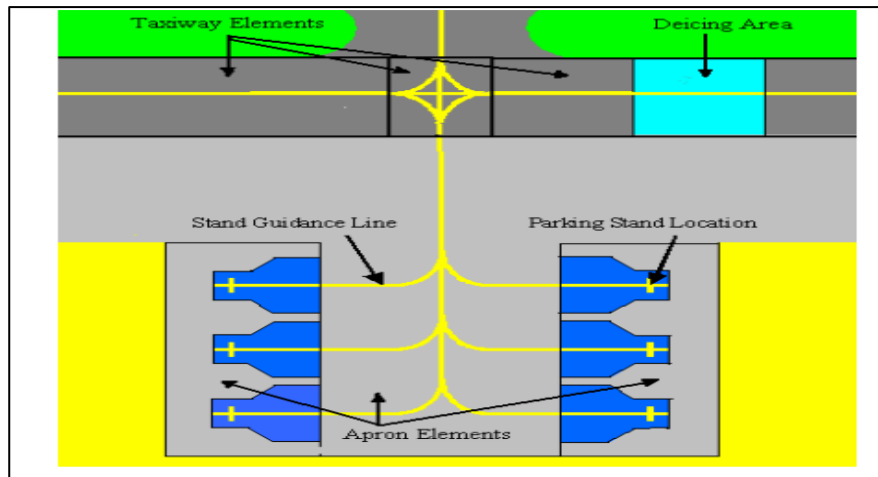 Taxiway Elements
Deicing Area
Stand Guidance Line
Parking Stand Location
Apron Elements